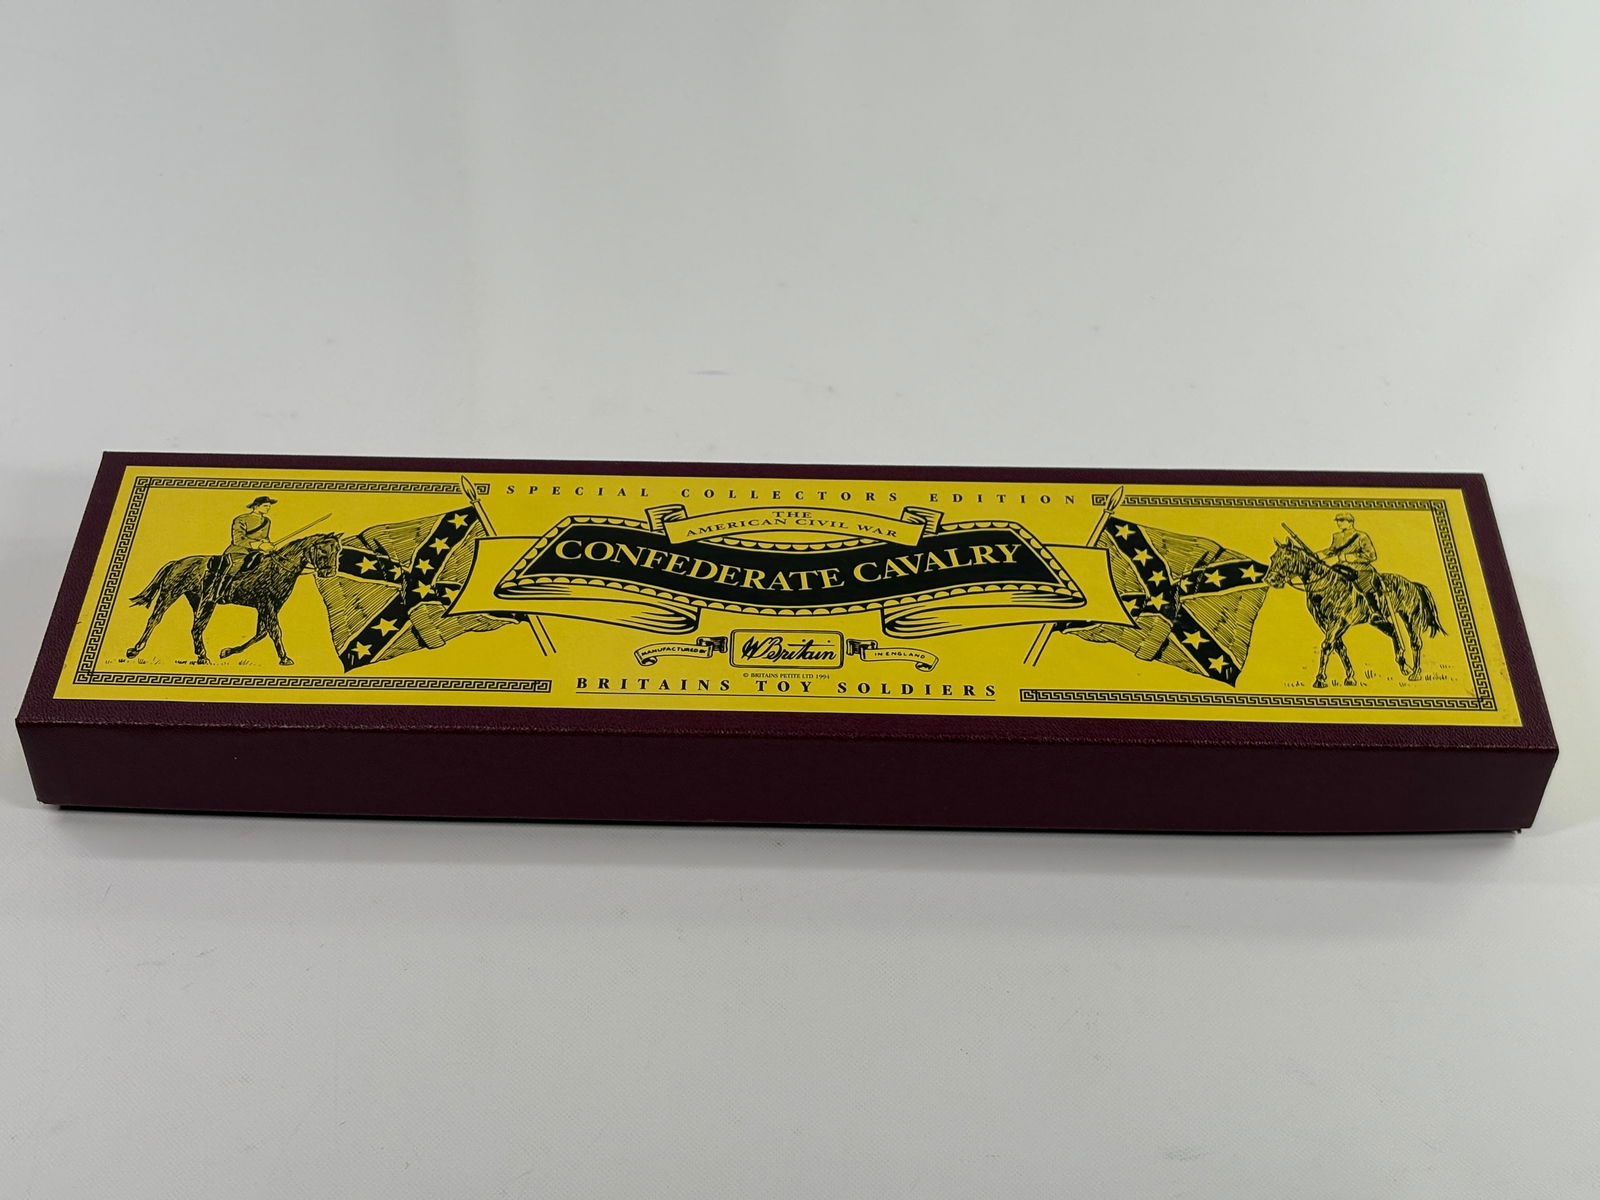 SPECIAL COLLECTORS EDITION
THE
AMERICAN CIVIL WAR
CONFEDERATE CAVALRY
MANUFACTURED BY
W Britain
IN ENGLAND
© BRITAINS PETITE LTD 1994
BRITAINS TOY SOLDIERS